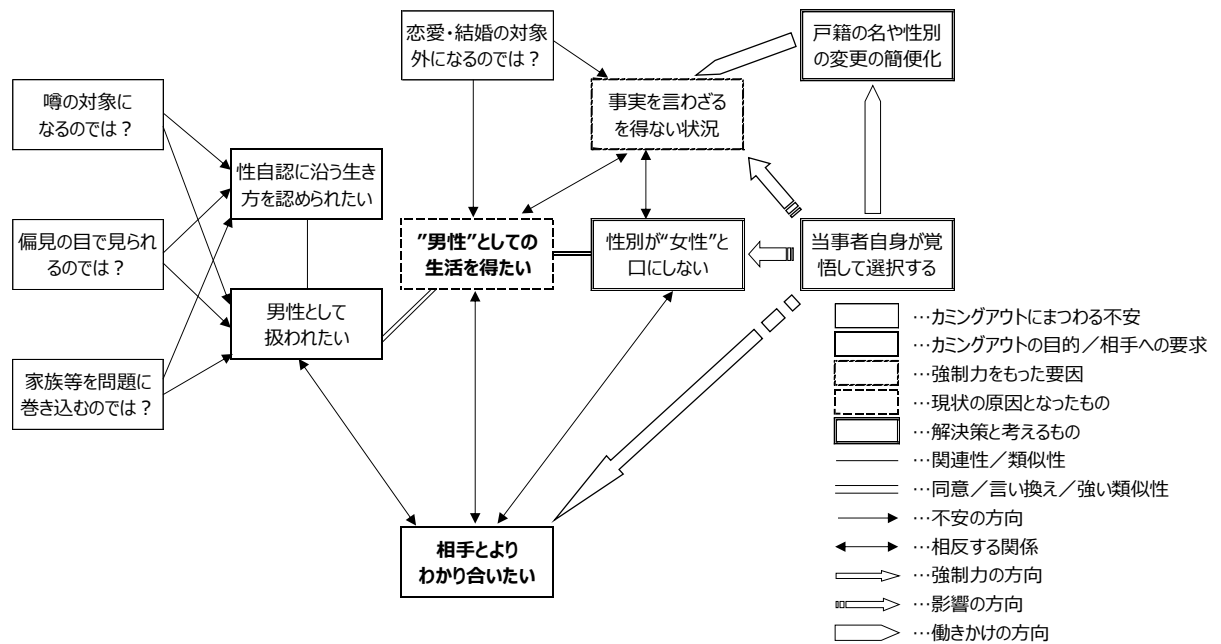 恋愛・結婚の対象
外になるのでは？
戸籍の名や性別
の変更の簡便化
噂の対象に
なるのでは？
事実を言わざる
を得ない状況
性自認に沿う生き
方を認められたい
偏見の目で見られ
るのでは？
”男性”としての
生活を得たい
性別が“女性”と
口にしない
当事者自身が覚
悟して選択する
男性として
扱われたい
家族等を問題に
巻き込むのでは？
相手とより
わかり合いたい
…カミングアウトにまつわる不安
…カミングアウトの目的／相手への要求
…強制力をもった要因
…現状の原因となったもの
…解決策と考えるもの
…関連性／類似性
…同意／言い換え／強い類似性
…不安の方向
…相反する関係
…強制力の方向
…影響の方向
…働きかけの方向